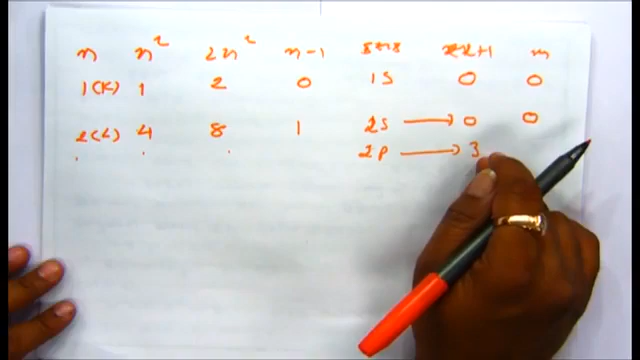 n n² 2n² n-1 2l+1 m
1(K) 1 2 0 1s 0 0
2(L) 4 8 1 2s → 0 0
2p → 3